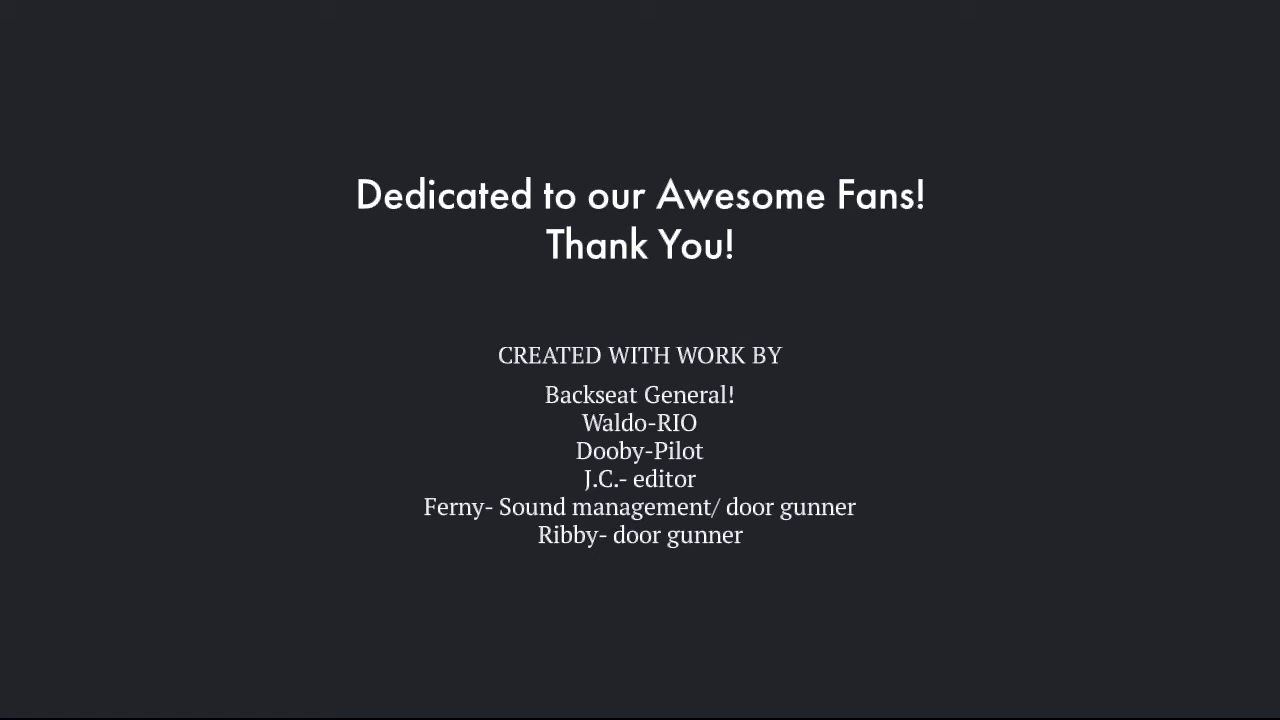 Dedicated to our Awesome Fans!
Thank You!
CREATED WITH WORK BY
Backseat General!
Waldo-RIO
Dooby-Pilot
J.C.- editor
Ferny- Sound management/ door gunner
Ribby- door gunner